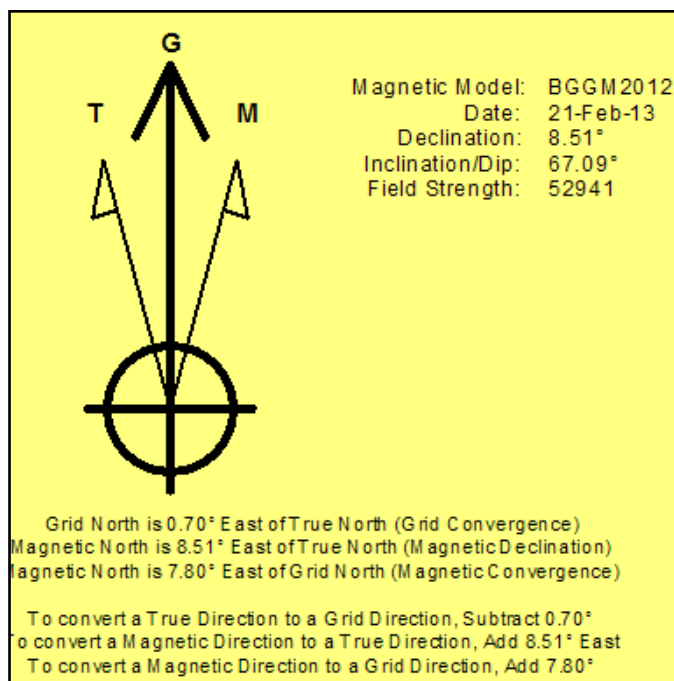 G
T M
Magnetic Model: BGGM2012
Date: 21-Feb-13
Declination: 8.51°
Inclination/Dip: 67.09°
Field Strength: 52941
Grid North is 0.70° East of True North (Grid Convergence)
Magnetic North is 8.51° East of True North (Magnetic Declination)
Magnetic North is 7.80° East of Grid North (Magnetic Convergence)
To convert a True Direction to a Grid Direction, Subtract 0.70°
To convert a Magnetic Direction to a True Direction, Add 8.51° East
To convert a Magnetic Direction to a Grid Direction, Add 7.80°